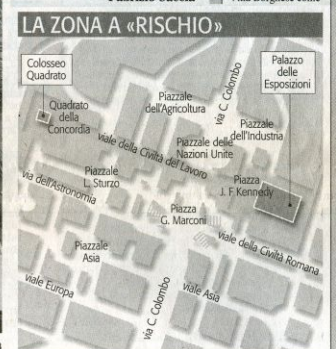 LA ZONA A «RISCHIO»
Colosseo
Quadrato
Palazzo
delle
Esposizioni
Quadrato
della
Concordia
Piazzale
dell'Agricoltura
via C. Colombo
Piazzale
dell'Industria
viale della Civiltà del Lavoro
Piazzale delle
Nazioni Unite
Piazzale
L. Sturzo
via dell'Astronomia
Piazza
J. F. Kennedy
Piazza
G. Marconi
viale della Civiltà Romana
Piazzale
Asia
viale Europa
via C. Colombo
viale Asia